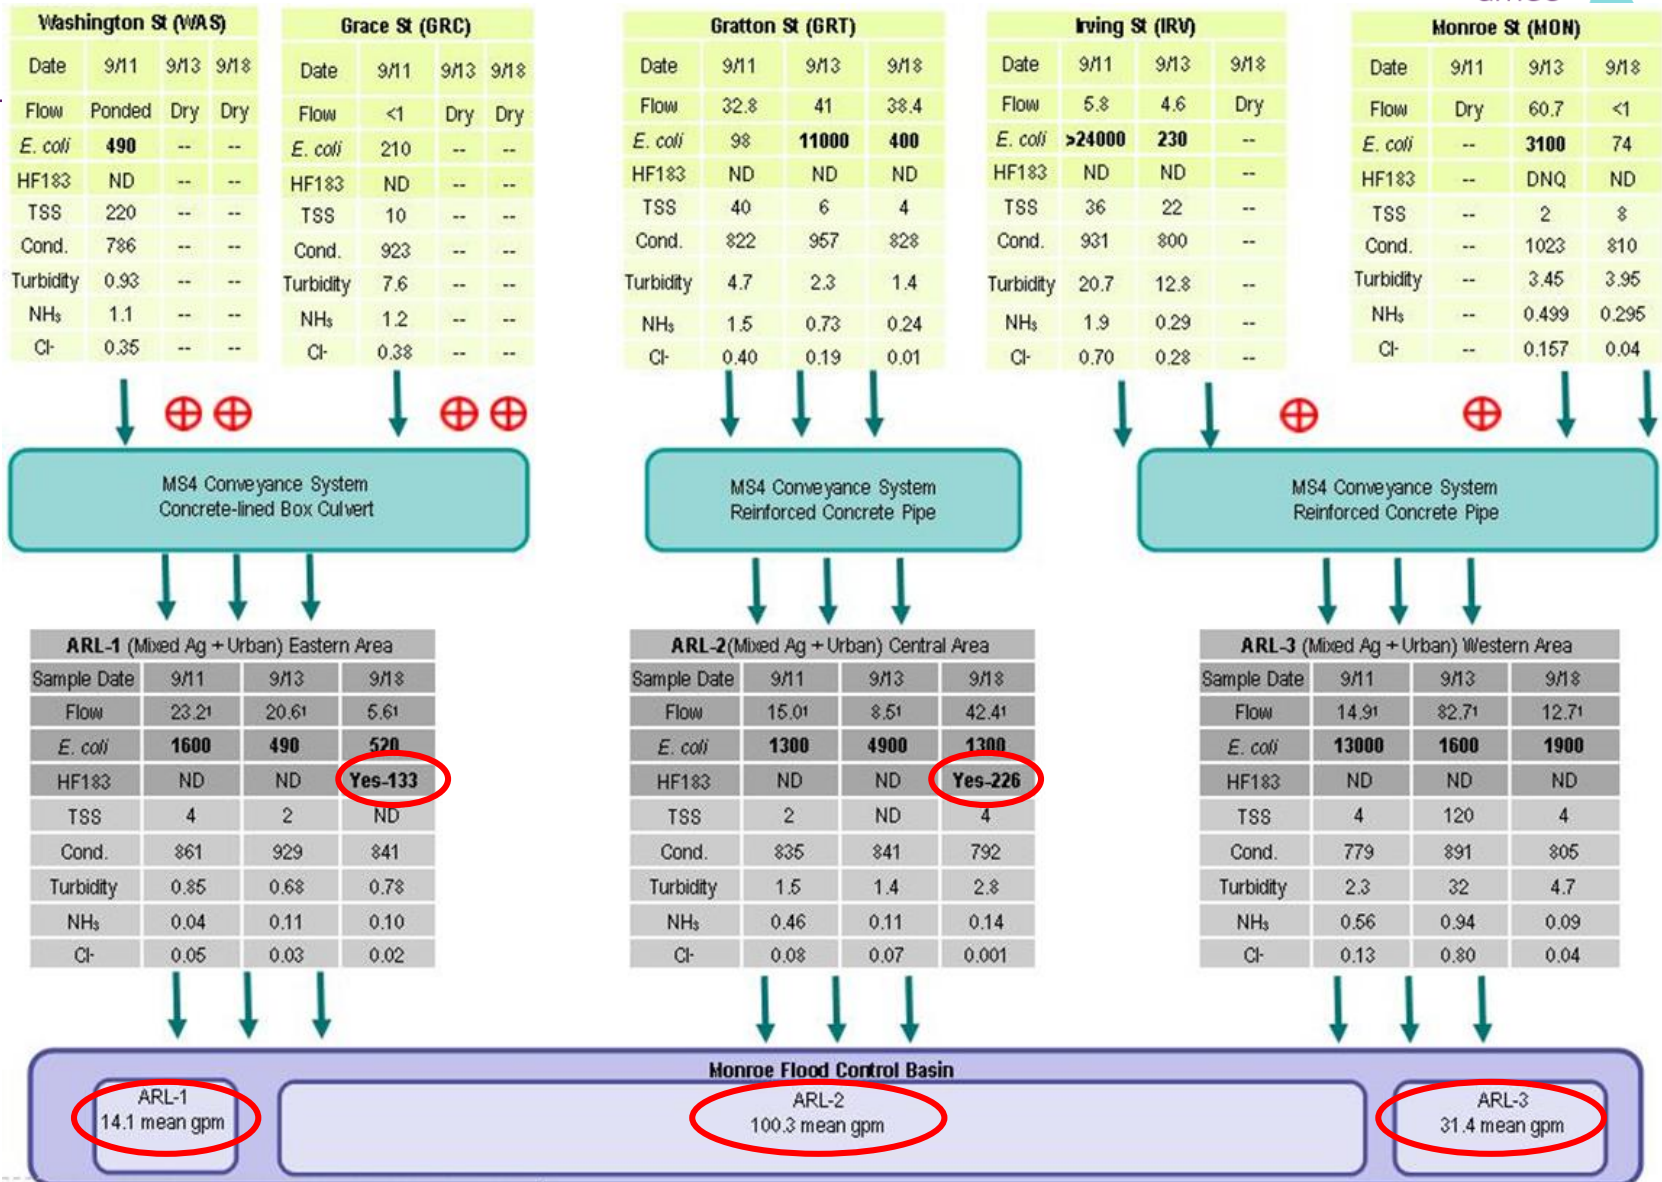 Washington St (WAS)
Date 9/11 9/13 9/18
Flow Ponded Dry Dry
E. coli 490 -- --
HF183 ND -- --
TSS 220 -- --
Cond. 786 -- --
Turbidity 0.93 -- --
NH₃ 1.1 -- --
Cl- 0.35 -- --
Grace St (GRC)
Date 9/11 9/13 9/18
Flow <1 Dry Dry
E. coli 210 -- --
HF183 ND -- --
TSS 10 -- --
Cond. 923 -- --
Turbidity 7.6 -- --
NH₃ 1.2 -- --
Cl- 0.38 -- --
Gratton St (GRT)
Date 9/11 9/13 9/18
Flow 32.8 41 38.4
E. coli 98 11000 400
HF183 ND ND ND
TSS 40 6 4
Cond. 822 957 828
Turbidity 4.7 2.3 1.4
NH₃ 1.5 0.73 0.24
Cl- 0.40 0.19 0.01
Irving St (IRV)
Date 9/11 9/13 9/18
Flow 5.8 4.6 Dry
E. coli >24000 230 --
HF183 ND ND --
TSS 36 22 --
Cond. 931 800 --
Turbidity 20.7 12.8 --
NH₃ 1.9 0.29 --
Cl- 0.70 0.28 --
Monroe St (MON)
Date 9/11 9/13 9/18
Flow Dry 60.7 <1
E. coli -- 3100 74
HF183 -- DNQ ND
TSS -- 2 8
Cond. -- 1023 810
Turbidity -- 3.45 3.95
NH₃ -- 0.499 0.295
Cl- -- 0.157 0.04
MS4 Conveyance System
Concrete-lined Box Culvert
MS4 Conveyance System
Reinforced Concrete Pipe
MS4 Conveyance System
Reinforced Concrete Pipe
ARL-1 (Mixed Ag + Urban) Eastern Area
Sample Date 9/11 9/13 9/18
Flow 23.2¹ 20.6¹ 5.6¹
E. coli 1600 490 520
HF183 ND ND Yes-133
TSS 4 2 ND
Cond. 861 929 841
Turbidity 0.85 0.68 0.78
NH₃ 0.04 0.11 0.10
Cl- 0.05 0.03 0.02
ARL-2(Mixed Ag + Urban) Central Area
Sample Date 9/11 9/13 9/18
Flow 15.0¹ 8.5¹ 42.4¹
E. coli 1300 4900 1300
HF183 ND ND Yes-226
TSS 2 ND 4
Cond. 835 841 792
Turbidity 1.5 1.4 2.8
NH₃ 0.46 0.11 0.14
Cl- 0.08 0.07 0.001
ARL-3 (Mixed Ag + Urban) Western Area
Sample Date 9/11 9/13 9/18
Flow 14.9¹ 82.7¹ 12.7¹
E. coli 13000 1600 1900
HF183 ND ND ND
TSS 4 120 4
Cond. 779 891 805
Turbidity 2.3 32 4.7
NH₃ 0.56 0.94 0.09
Cl- 0.13 0.80 0.04
Monroe Flood Control Basin
ARL-1
14.1 mean gpm
ARL-2
100.3 mean gpm
ARL-3
31.4 mean gpm